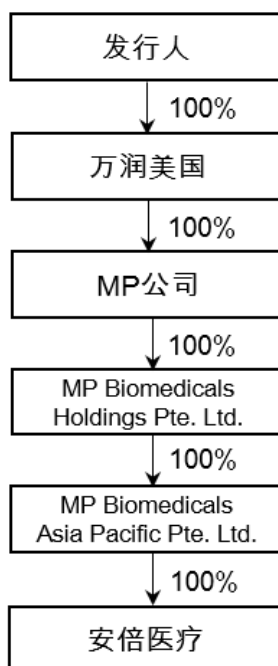 发行人
100%
万润美国
100%
MP公司
100%
MP Biomedicals
Holdings Pte. Ltd.
100%
MP Biomedicals
Asia Pacific Pte. Ltd.
100%
安倍医疗